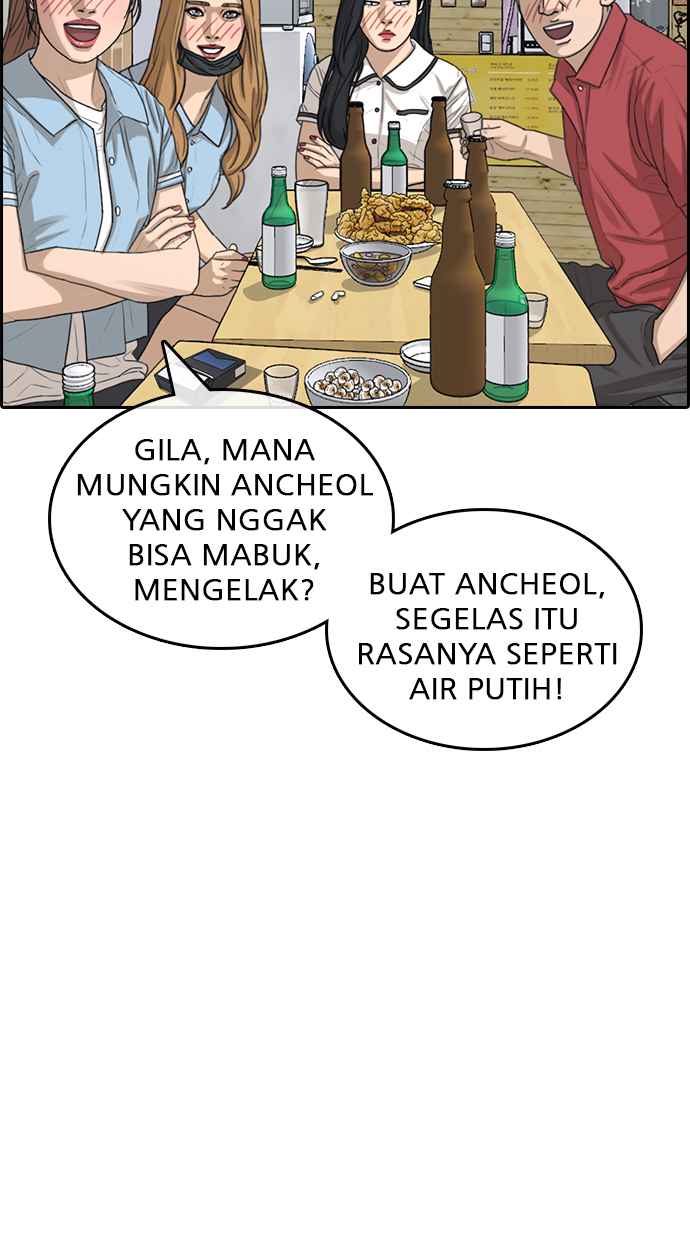 GILA, MANA
MUNGKIN ANCHEOL
YANG NGGAK
BISA MABUK,
MENGELAK?
BUAT ANCHEOL,
SEGELAS ITU
RASANYA SEPERTI
AIR PUTIH!